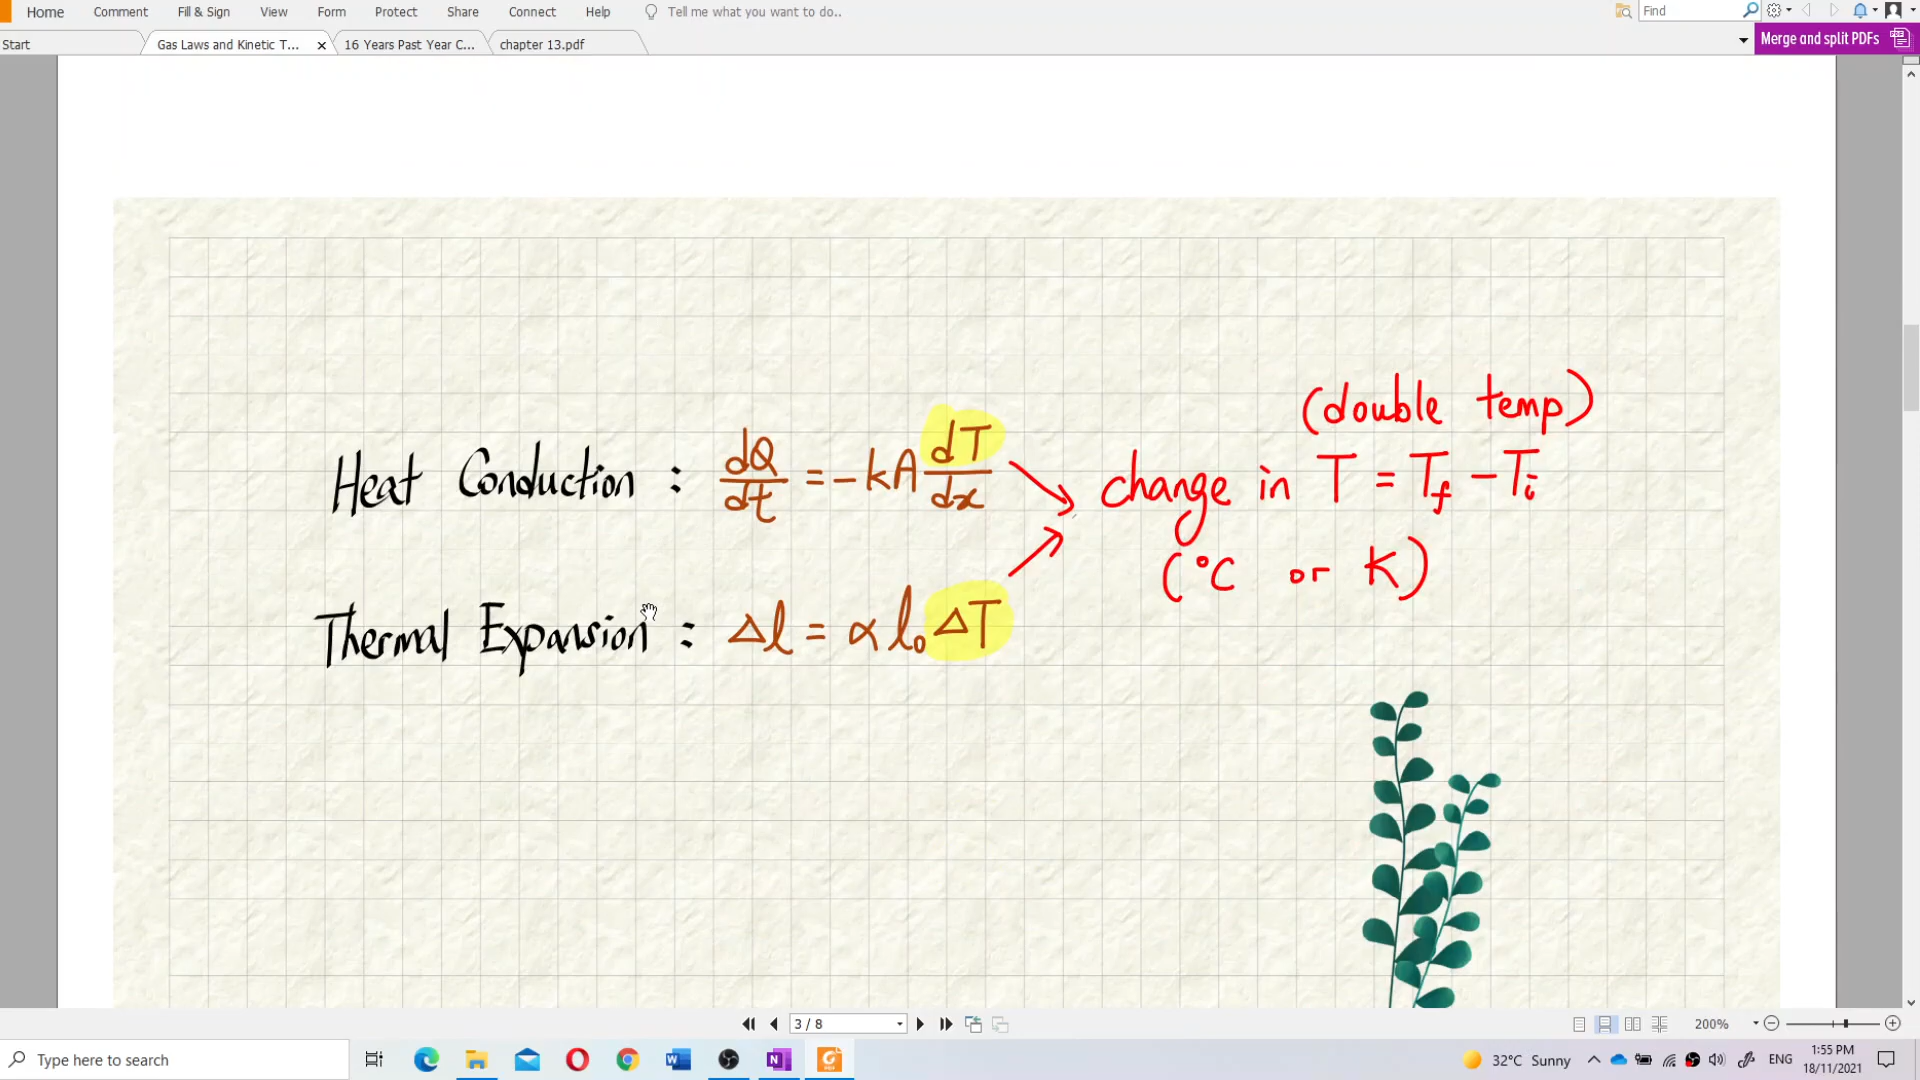 Home Comment Fill & Sign View Form Protect Share Connect Help Tell me what you want to do.. Find
Start Gas Laws and Kinetic T... 16 Years Past Year C... chapter 13.pdf Merge and split PDFs
(double temp)
Heat Conduction : dQ/dt = -kA dT/dx
change in T = Tf - Ti
(°C or K)
Thermal Expansion : Δl = αl₀ΔT
3 / 8 200%
Type here to search 32°C Sunny ENG 1:55 PM
18/11/2021